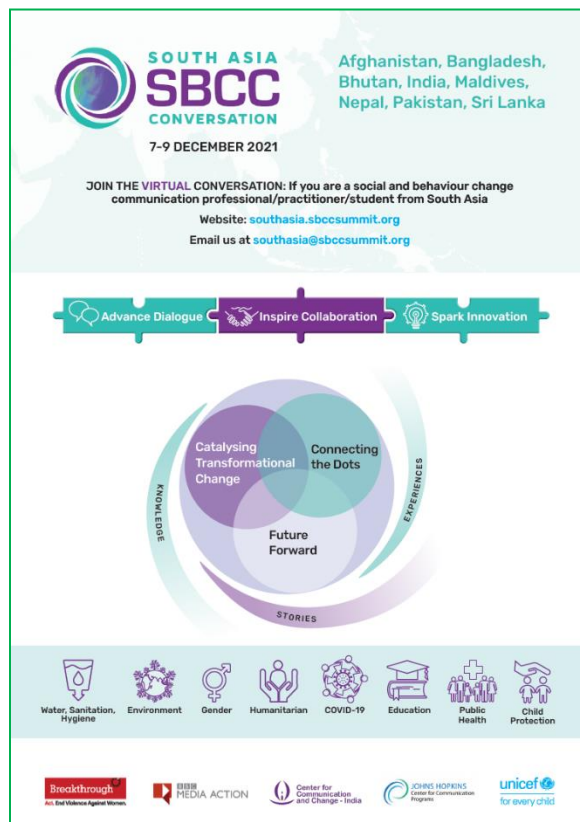 SOUTH ASIA
SBCC
CONVERSATION
7-9 DECEMBER 2021
Afghanistan, Bangladesh,
Bhutan, India, Maldives,
Nepal, Pakistan, Sri Lanka
JOIN THE VIRTUAL CONVERSATION: If you are a social and behaviour change
communication professional/practitioner/student from South Asia
Website: southasia.sbccsummit.org
Email us at southasia@sbccsummit.org
Advance Dialogue
Inspire Collaboration
Spark Innovation
Catalysing
Transformational
Change
Connecting
the Dots
Future
Forward
KNOWLEDGE
EXPERIENCES
STORIES
Water, Sanitation,
Hygiene
Environment
Gender
Humanitarian
COVID-19
Education
Public
Health
Child
Protection
Breakthrough
Act. End Violence Against Women.
BBC
MEDIA ACTION
Center for
Communication
and Change - India
JOHNS HOPKINS
Center for Communication
Programs
unicef
for every child